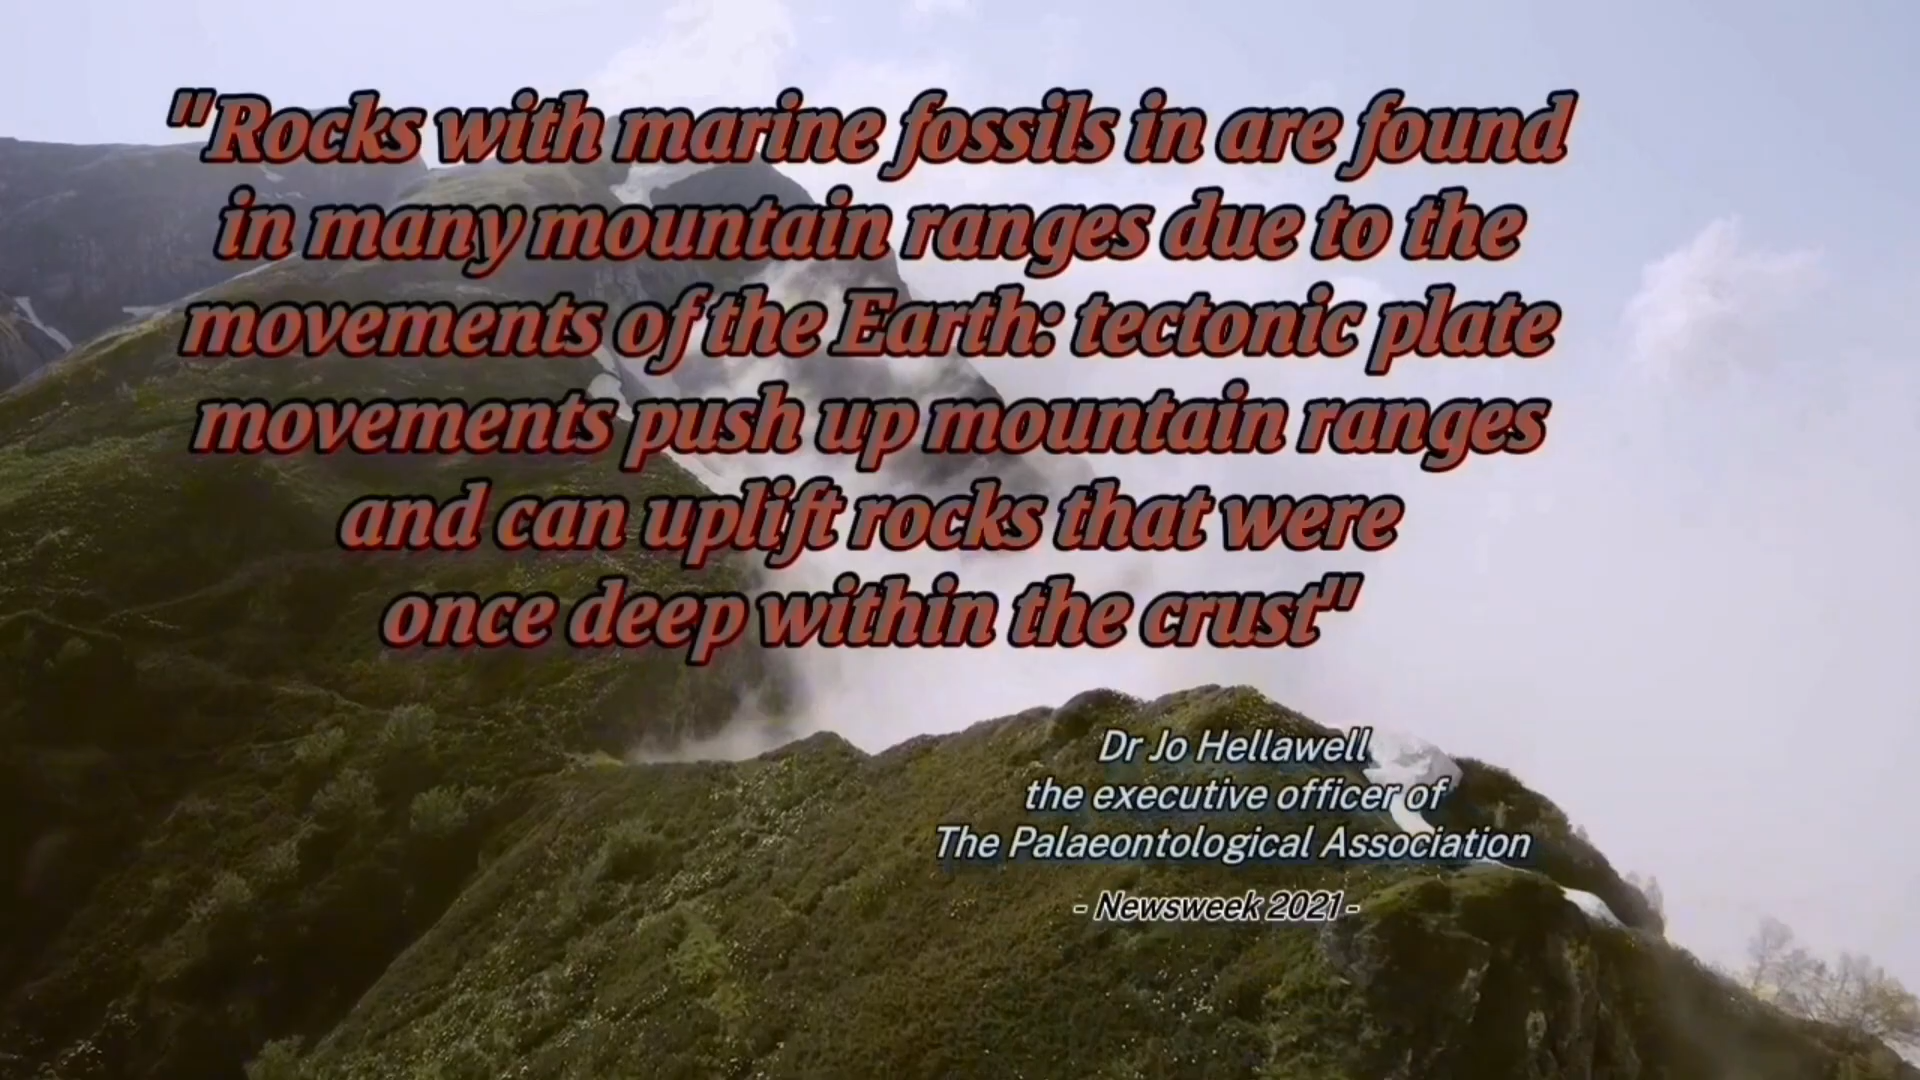 "Rocks with marine fossils in are found
in many mountain ranges due to the
movements of the Earth: tectonic plate
movements push up mountain ranges
and can uplift rocks that were
once deep within the crust"
Dr Jo Hellawell
the executive officer of
The Palaeontological Association
- Newsweek 2021 -